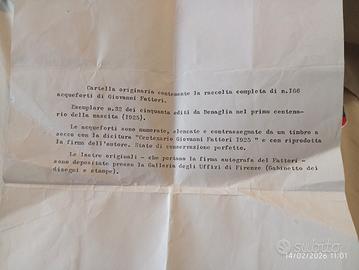 Cartella originaria contenente la raccolta completa di n.166
acqueforti di Giovanni Fattori.
Esemplare n.32 dei cinquanta editi da Benaglia nel primo centena-
rio della nascita (1925).
Le acqueforti sono numerate, elencate e contrassegnate da un timbro a
secco con la dicitura "Centenario Giovanni Fattori 1925 " e con riprodotta
la firma dell'autore. Stato di conservazione perfetto.
Le lastre originali - che portano la firma autografa del Fattori -
sono depositate presso la Galleria degli Uffizi di Firenze (Gabinetto dei
disegni e stampe).
subito
14/02/2026 11:01